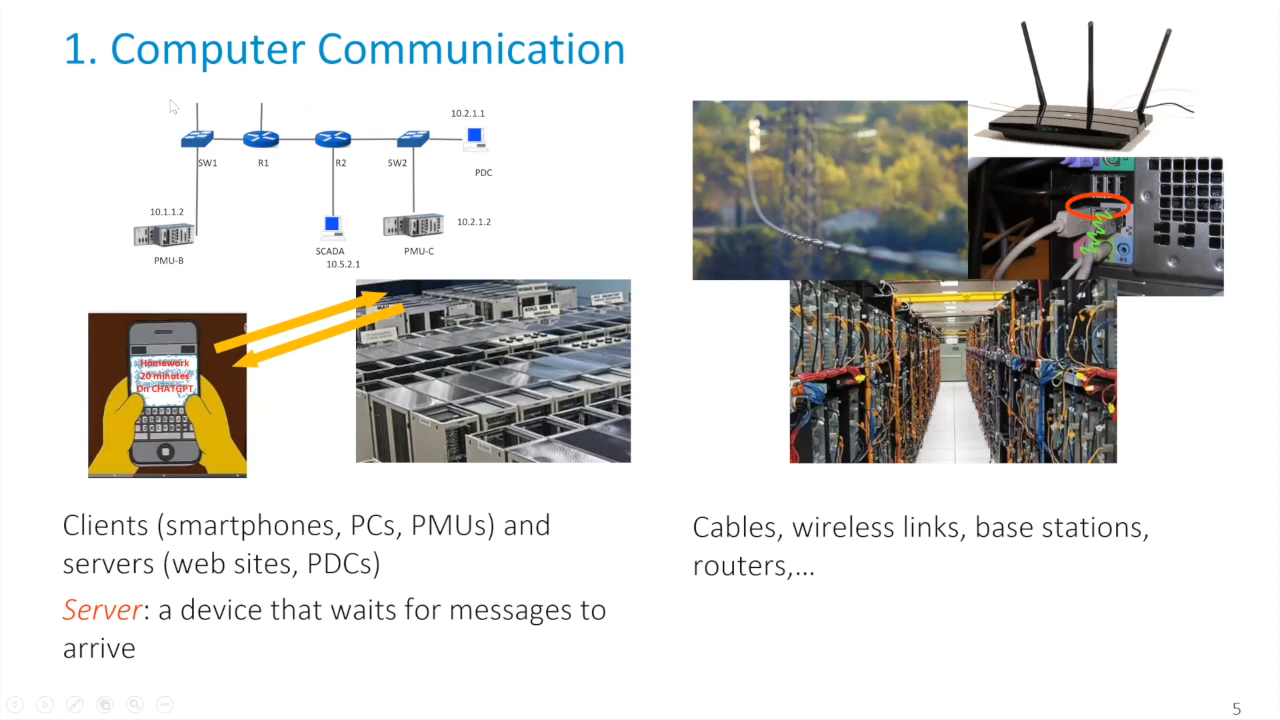 1. Computer Communication
10.2.1.1
SW1
R1
R2
SW2
PDC
10.1.1.2
10.2.1.2
PMU-B
SCADA
10.5.2.1
PMU-C
Homework
20 minutes
On CHATGPT
Clients (smartphones, PCs, PMUs) and
servers (web sites, PDCs)
Server: a device that waits for messages to
arrive
Cables, wireless links, base stations,
routers,...
5